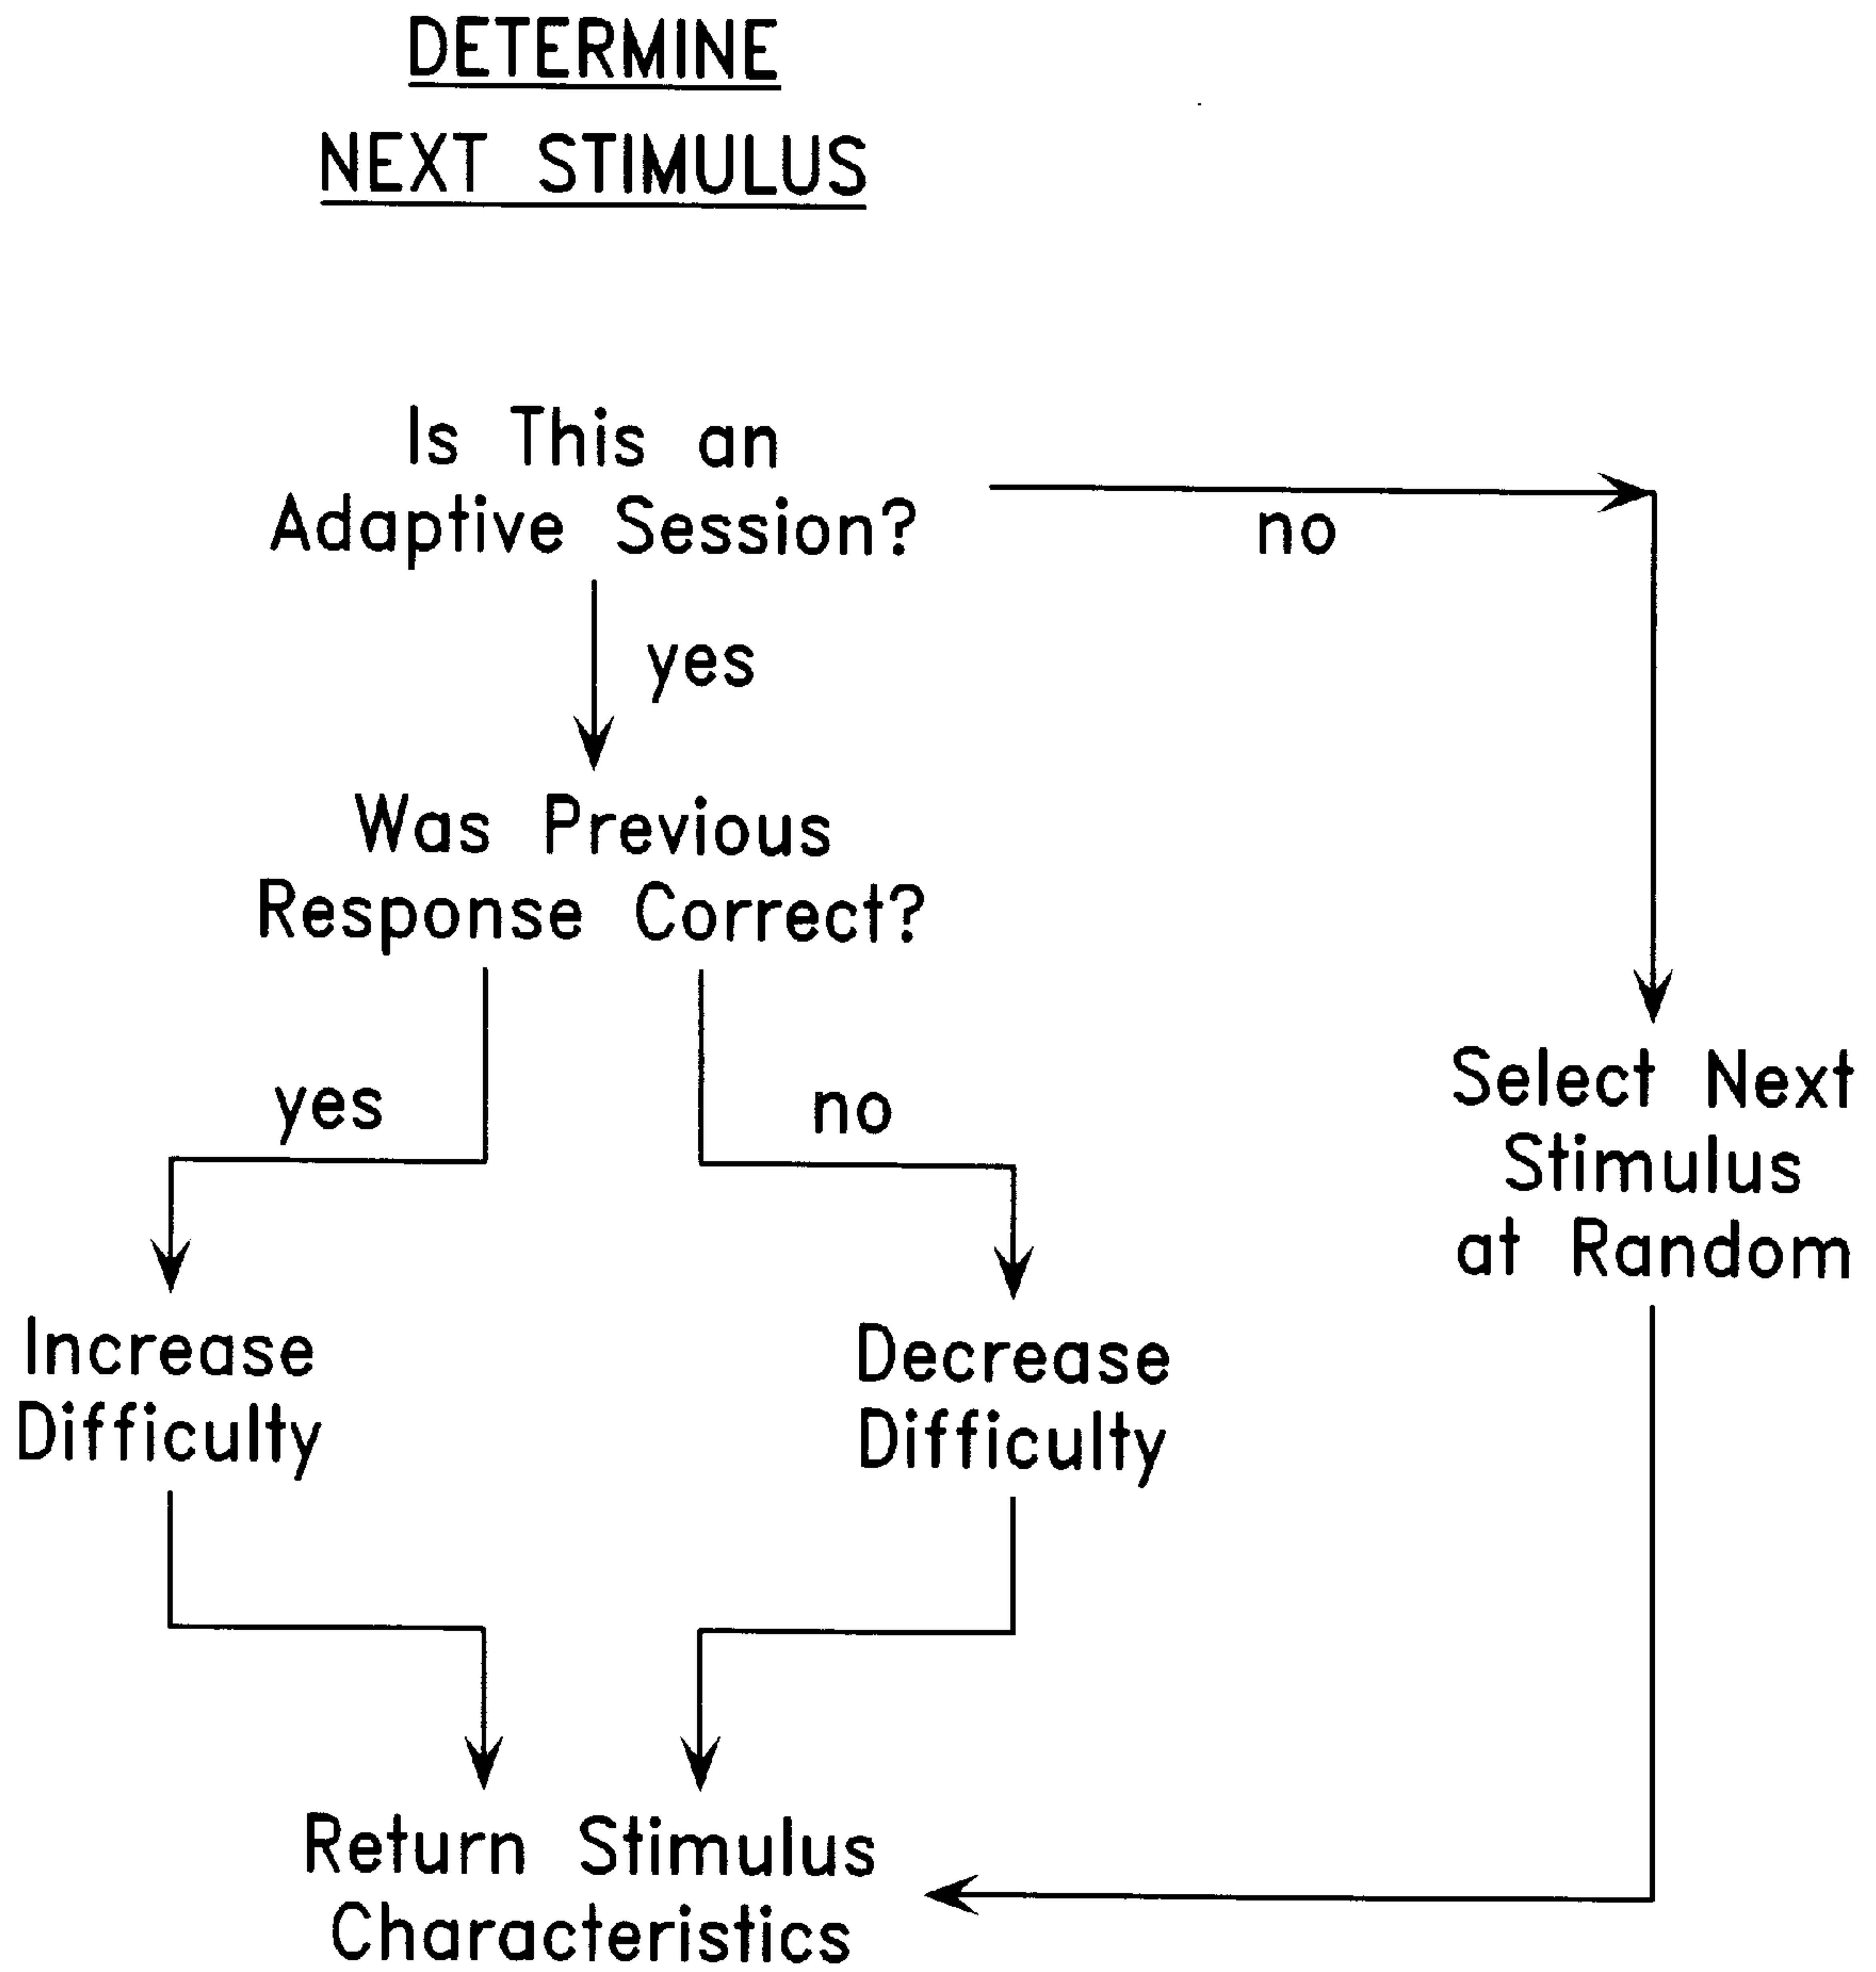 DETERMINE
NEXT STIMULUS
Is This an
Adaptive Session?
no
yes
Was Previous
Response Correct?
yes
no
Select Next
Stimulus
at Random
Increase
Difficulty
Decrease
Difficulty
Return Stimulus
Characteristics